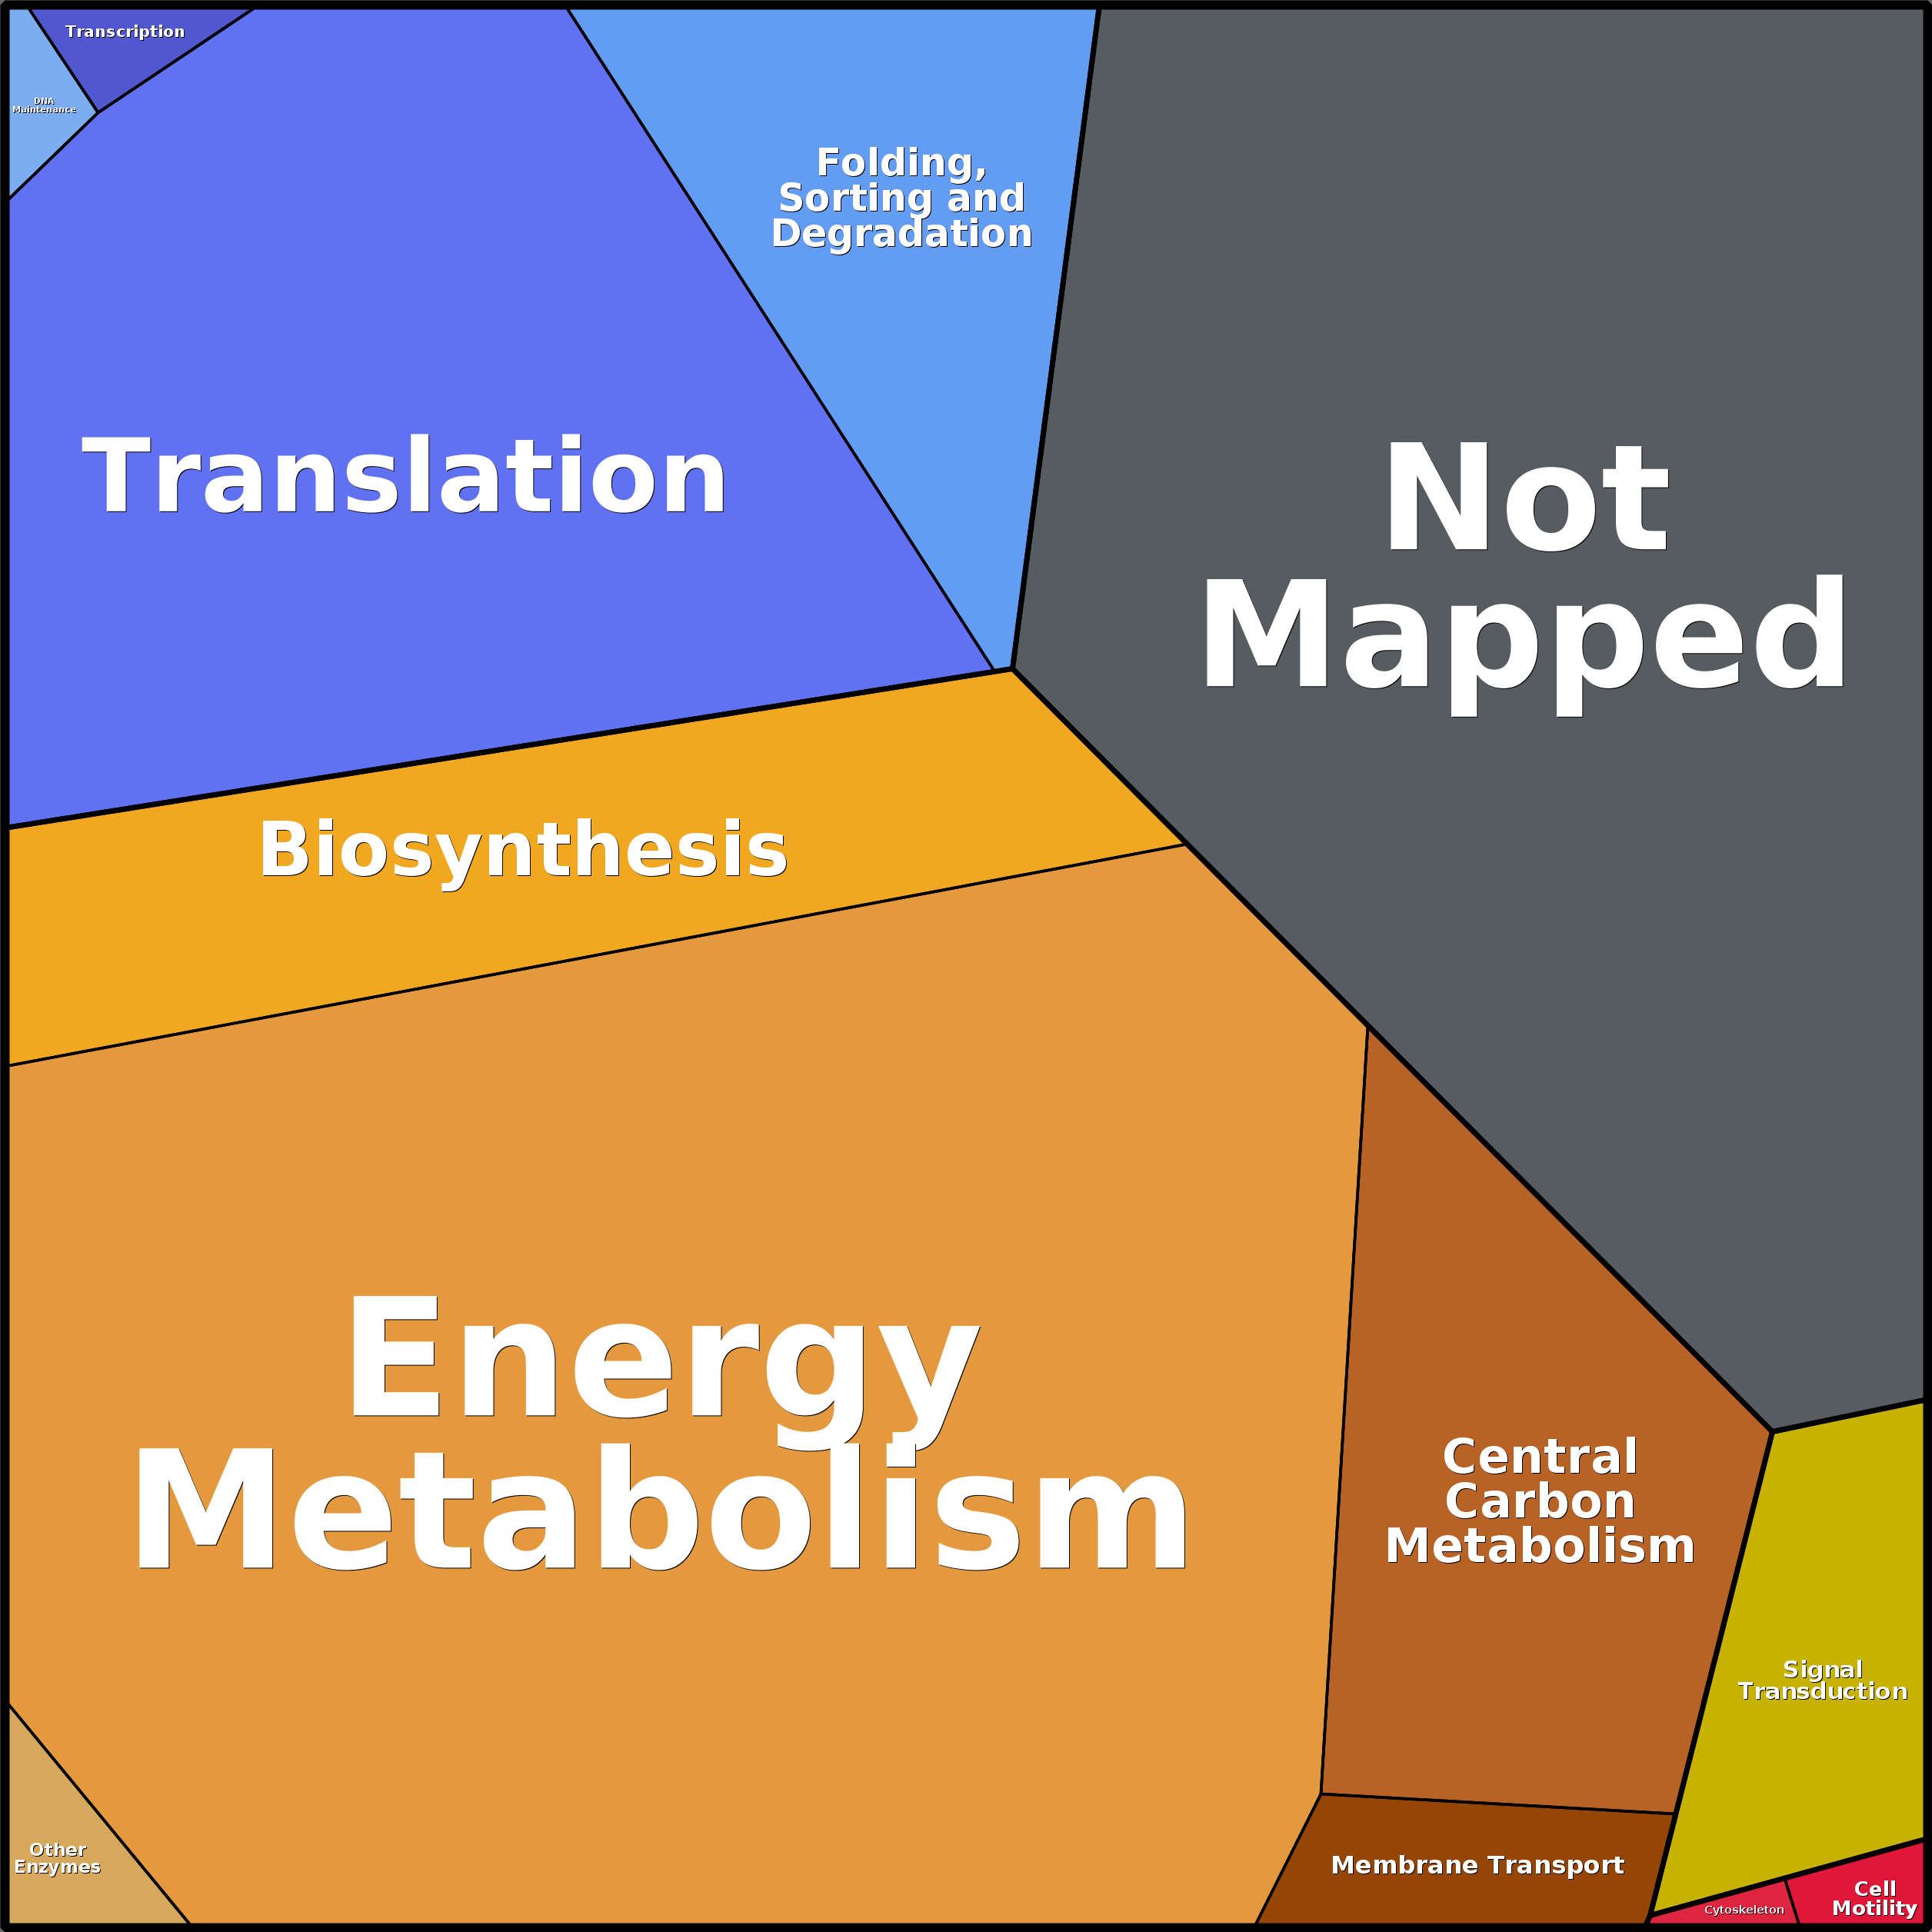 Transcription
DNA
Maintenance
Folding,
Sorting and
Degradation
Translation
Not
Mapped
Biosynthesis
Energy
Metabolism
Central
Carbon
Metabolism
Signal
Transduction
Other
Enzymes
Membrane Transport
Cytoskeleton
Cell
Motility